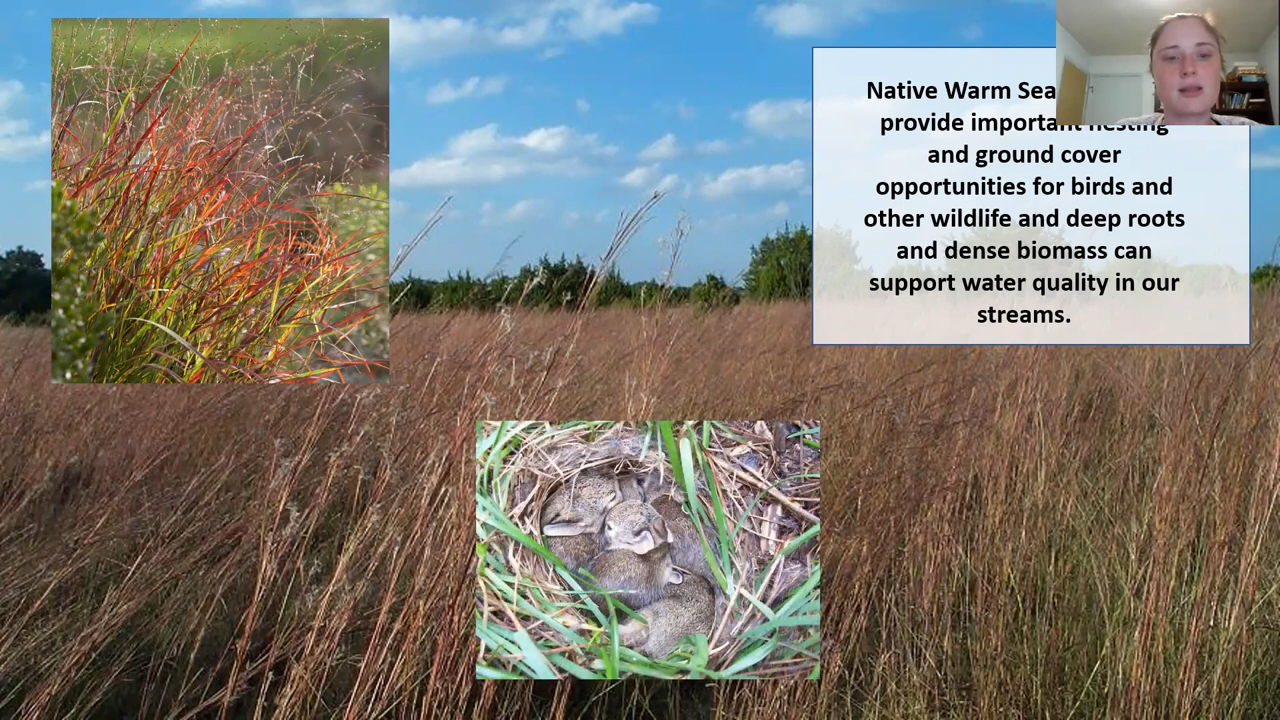 Native Warm Sea
provide important nesting
and ground cover
opportunities for birds and
other wildlife and deep roots
and dense biomass can
support water quality in our
streams.